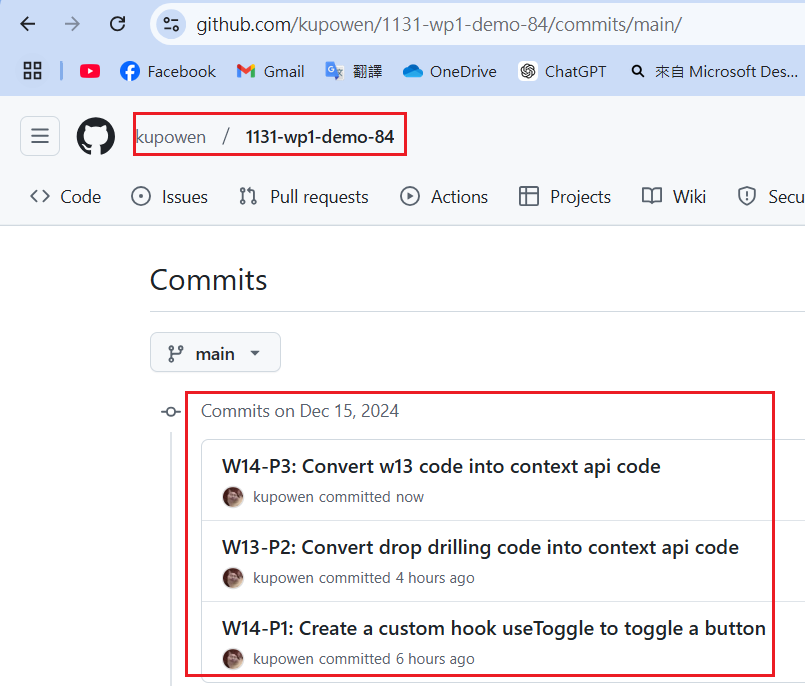 github.com/kupowen/1131-wp1-demo-84/commits/main/
Facebook Gmail 翻譯 OneDrive ChatGPT 來自 Microsoft Des...
kupowen / 1131-wp1-demo-84
Code Issues Pull requests Actions Projects Wiki Secu
Commits
main
Commits on Dec 15, 2024
W14-P3: Convert w13 code into context api code
kupowen committed now
W13-P2: Convert drop drilling code into context api code
kupowen committed 4 hours ago
W14-P1: Create a custom hook useToggle to toggle a button
kupowen committed 6 hours ago